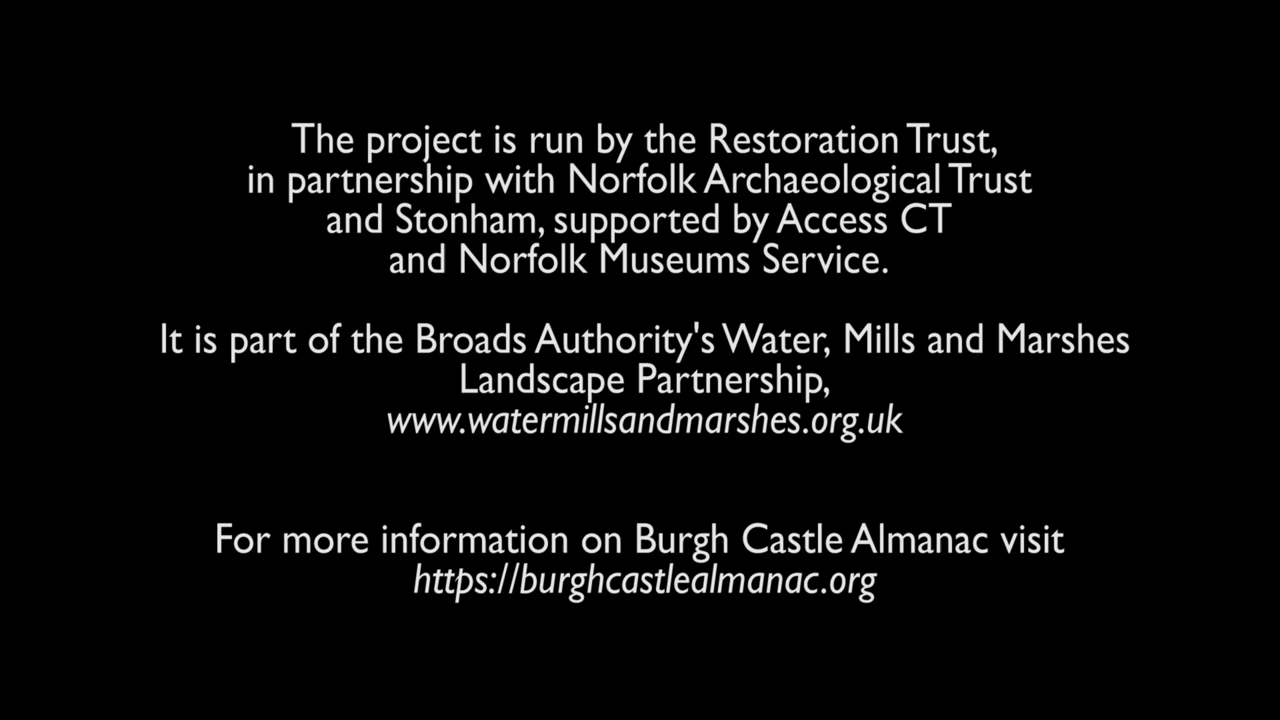 The project is run by the Restoration Trust,
in partnership with Norfolk Archaeological Trust
and Stonham, supported by Access CT
and Norfolk Museums Service.
It is part of the Broads Authority's Water, Mills and Marshes
Landscape Partnership,
www.watermillsandmarshes.org.uk
For more information on Burgh Castle Almanac visit
https://burghcastlealmanac.org